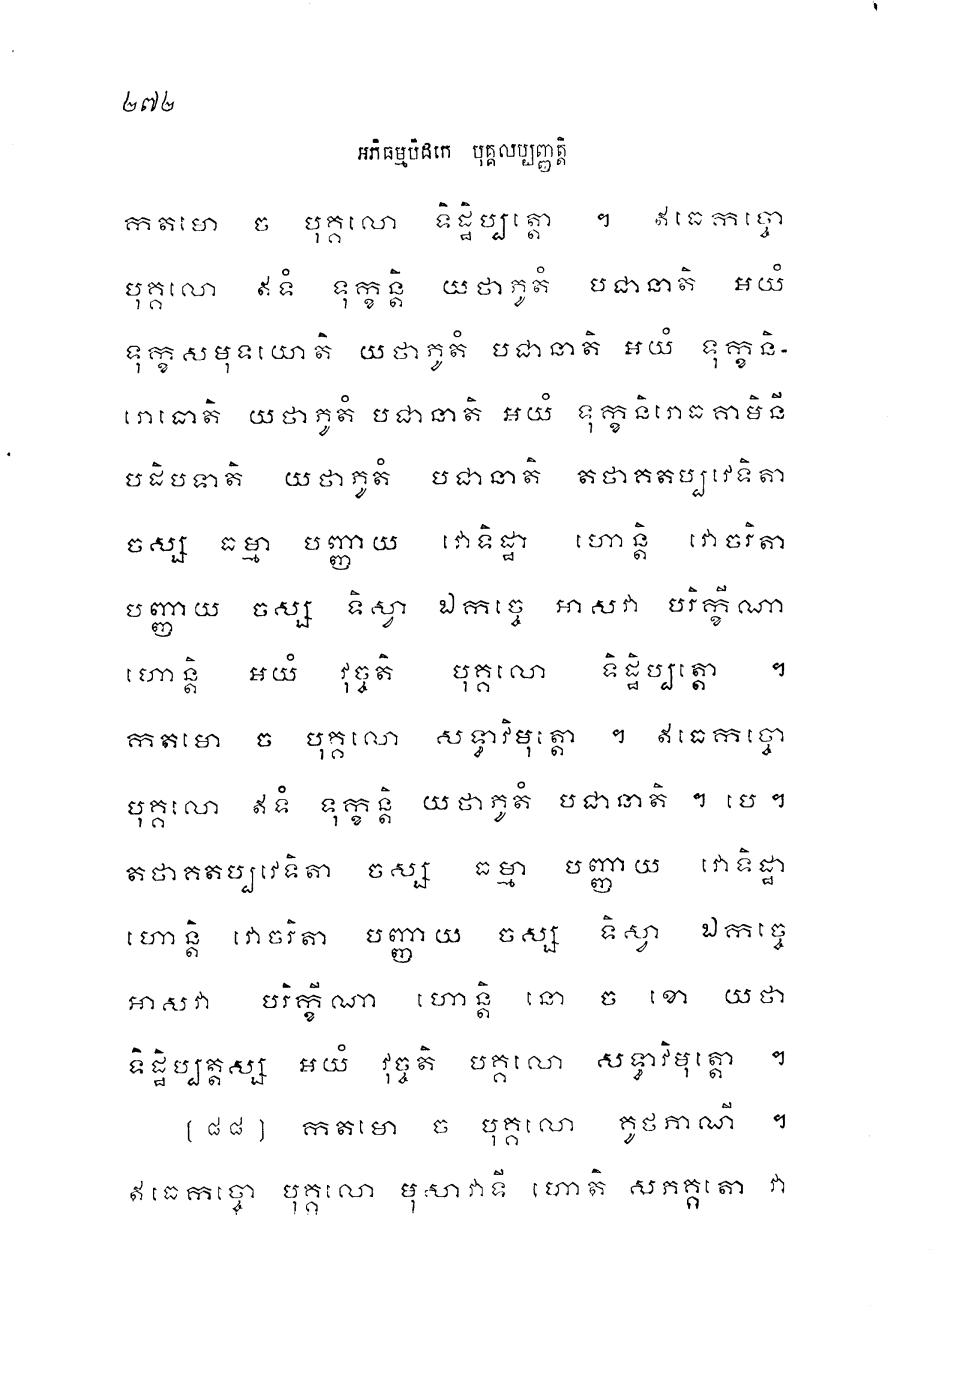 ២៧២
អភិធម្មបិដកេ បុគ្គលប្បញ្ញត្តិ
កតមោ ច បុគ្គលោ ទិដ្ឋិប្បត្តោ ។ ឥធេកច្ចោ
បុគ្គលោ ឥទំ ទុក្ខន្តិ យថាភូតំ បជានាតិ អយំ
ទុក្ខសមុទយោតិ យថាភូតំ បជានាតិ អយំ ទុក្ខនិ-
រោធោតិ យថាភូតំ បជានាតិ អយំ ទុក្ខនិរោធគាមិនី
បដិបទាតិ យថាភូតំ បជានាតិ តថាគតប្បវេទិតា
ចស្ស ធម្មា បញ្ញាយ វោទិដ្ឋា ហោន្តិ វោចរិតា
បញ្ញាយ ចស្ស ទិស្វា ឯកច្ចេ អាសវា បរិក្ខីណា
ហោន្តិ អយំ វុច្ចតិ បុគ្គលោ ទិដ្ឋិប្បត្តោ ។
កតមោ ច បុគ្គលោ សទ្ធាវិមុត្តោ ។ ឥធេកច្ចោ
បុគ្គលោ ឥទំ ទុក្ខន្តិ យថាភូតំ បជានាតិ ។ បេ ។
តថាគតប្បវេទិតា ចស្ស ធម្មា បញ្ញាយ វោទិដ្ឋា
ហោន្តិ វោចរិតា បញ្ញាយ ចស្ស ទិស្វា ឯកច្ចេ
អាសវា បរិក្ខីណា ហោន្តិ នោ ច ខោ យថា
ទិដ្ឋិប្បត្តស្ស អយំ វុច្ចតិ បគ្គលោ សទ្ធាវិមុត្តោ ។
[ ៨៨ ] កតមោ ច បុគ្គលោ គូថភាណី ។
ឥធេកច្ចោ បុគ្គលោ មុសាវាទី ហោតិ សភគ្គតោ វា